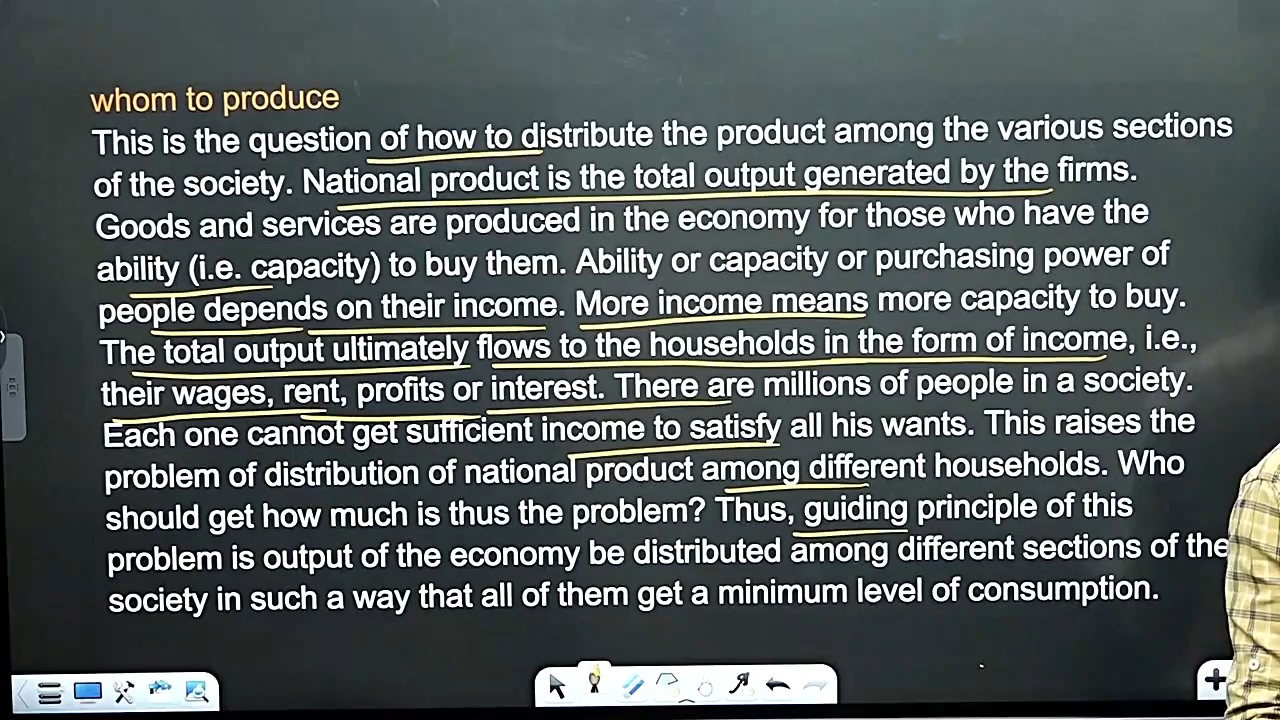 whom to produce
This is the question of how to distribute the product among the various sections
of the society. National product is the total output generated by the firms.
Goods and services are produced in the economy for those who have the
ability (i.e. capacity) to buy them. Ability or capacity or purchasing power of
people depends on their income. More income means more capacity to buy.
The total output ultimately flows to the households in the form of income, i.e.,
their wages, rent, profits or interest. There are millions of people in a society.
Each one cannot get sufficient income to satisfy all his wants. This raises the
problem of distribution of national product among different households. Who
should get how much is thus the problem? Thus, guiding principle of this
problem is output of the economy be distributed among different sections of the
society in such a way that all of them get a minimum level of consumption.